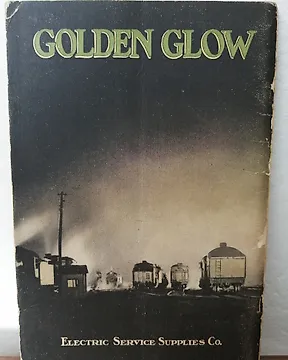 GOLDEN GLOW
ELECTRIC SERVICE SUPPLIES CO.